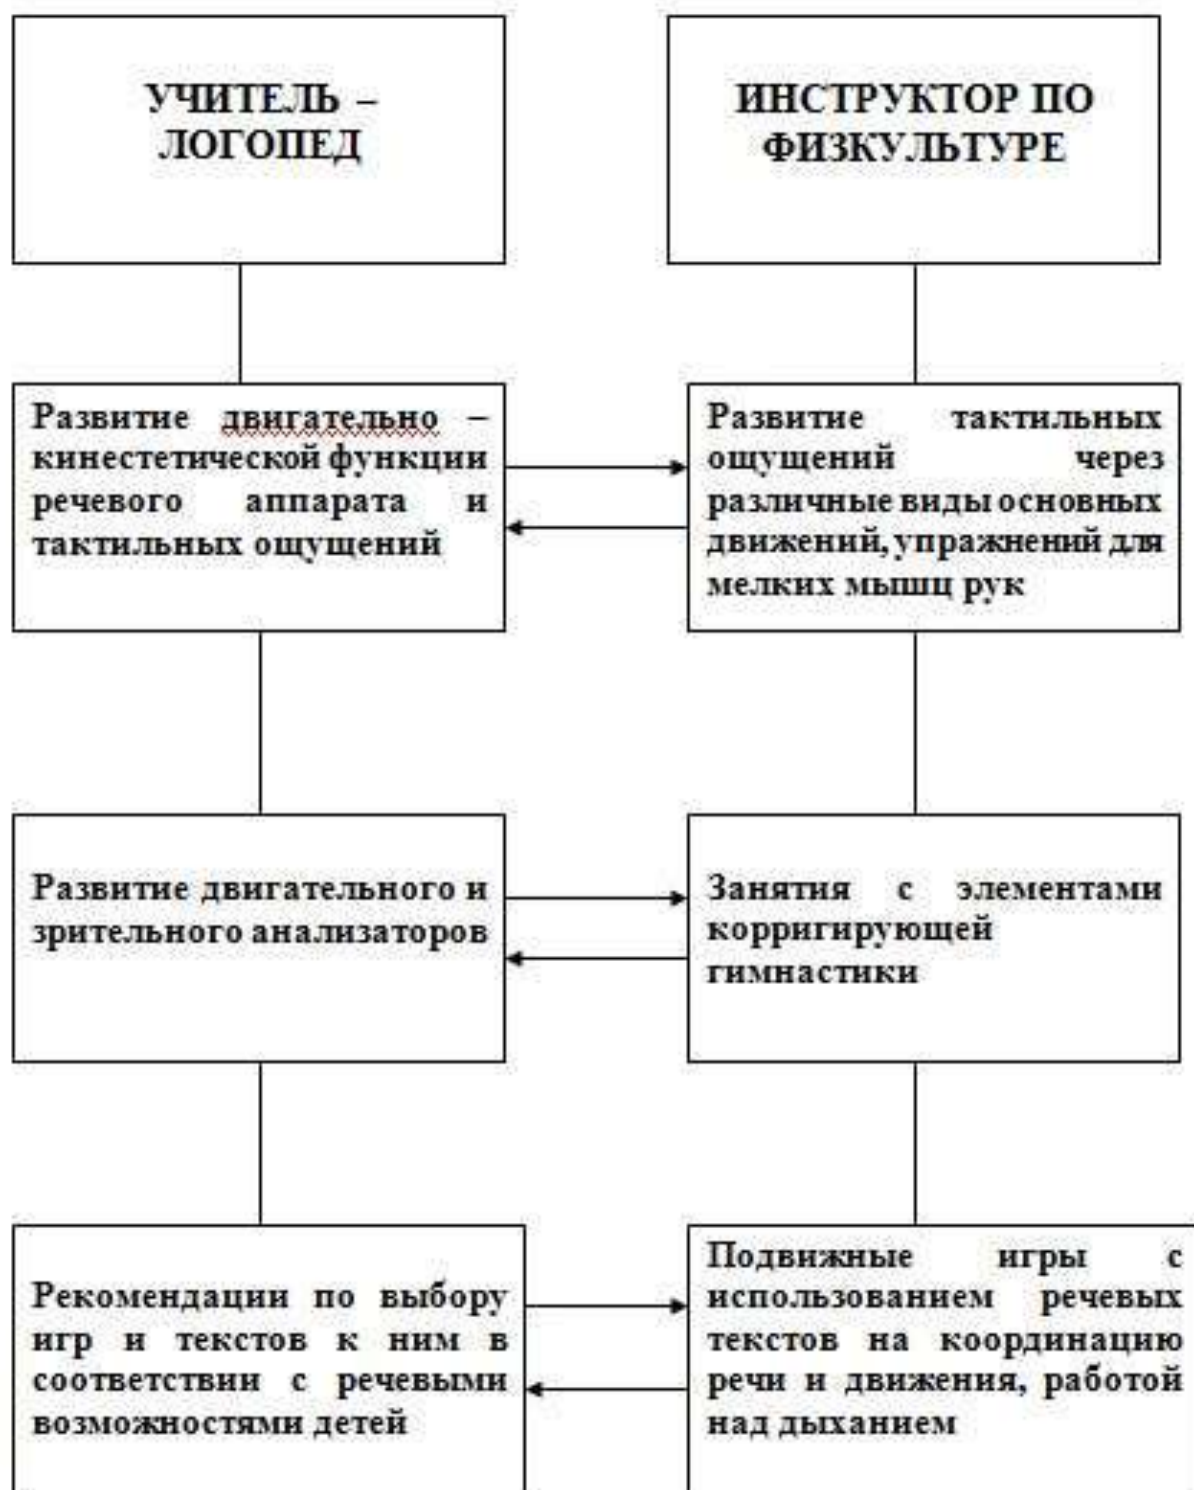 УЧИТЕЛЬ –
ЛОГОПЕД
ИНСТРУКТОР ПО
ФИЗКУЛЬТУРЕ
Развитие двигательно –
кинестетической функции
речевого аппарата и
тактильных ощущений
Развитие тактильных
ощущений через
различные виды основных
движений, упражнений для
мелких мышц рук
Развитие двигательного и
зрительного анализаторов
Занятия с элементами
корригирующей
гимнастики
Рекомендации по выбору
игр и текстов к ним в
соответствии с речевыми
возможностями детей
Подвижные игры с
использованием речевых
текстов на координацию
речи и движения, работой
над дыханием